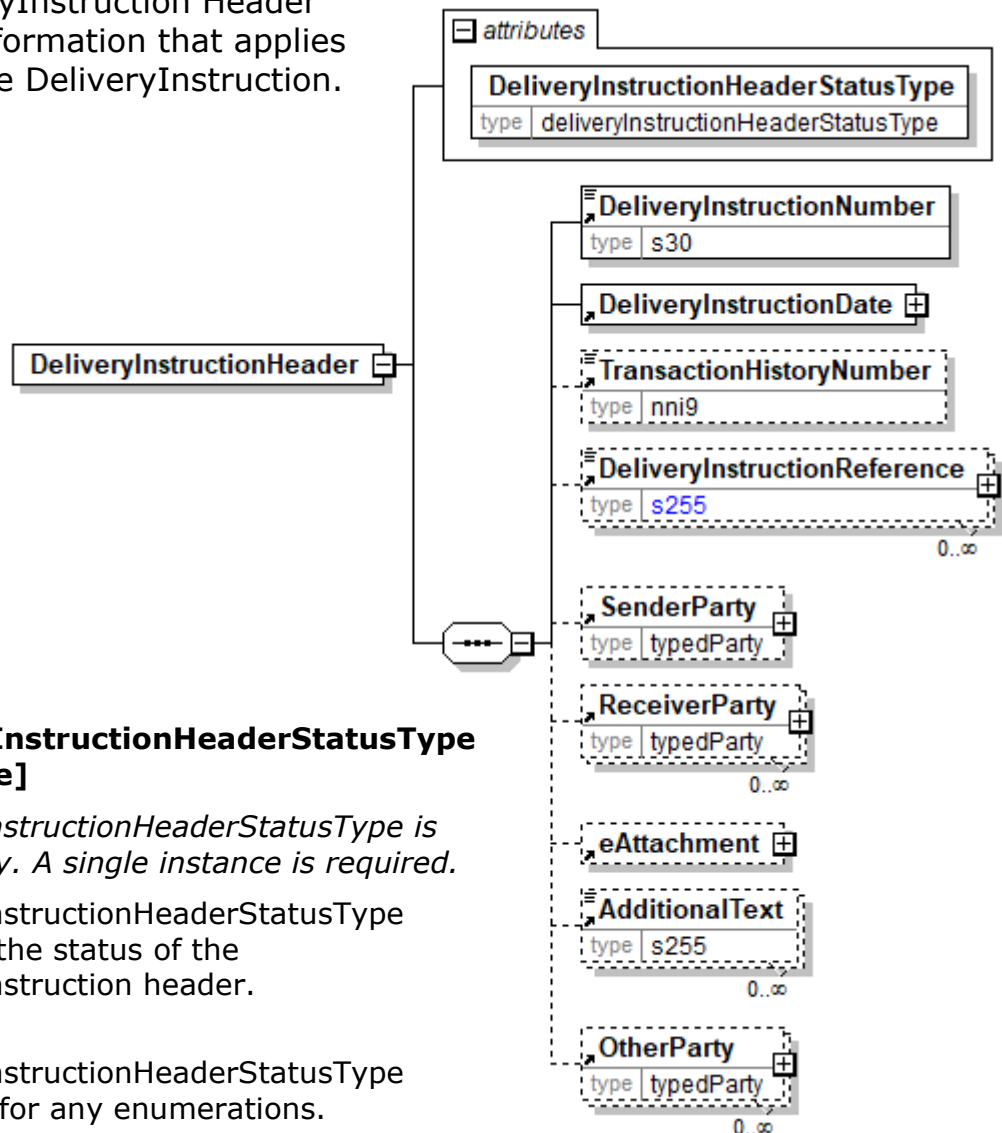 yInstruction Header
formation that applies
e DeliveryInstruction.
attributes
DeliveryInstructionHeaderStatusType
type deliveryInstructionHeaderStatusType
DeliveryInstructionNumber
type s30
DeliveryInstructionDate
DeliveryInstructionHeader
TransactionHistoryNumber
type nni9
DeliveryInstructionReference
type s255
0..∞
SenderParty
type typedParty
ReceiverParty
type typedParty
0..∞
InstructionHeaderStatusType
e]
nstructionHeaderStatusType is
y. A single instance is required.
nstructionHeaderStatusType
the status of the
nstruction header.
nstructionHeaderStatusType
for any enumerations.
eAttachment
AdditionalText
type s255
0..∞
OtherParty
type typedParty
0..∞